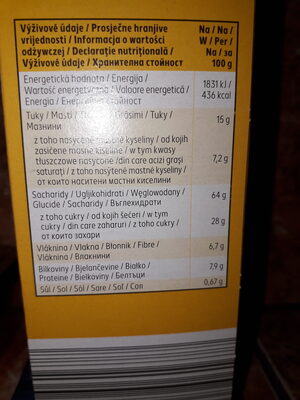 Výživové údaje / Prosječne hranjive
vrijednosti / Informacja o wartości
odżywczej / Declarație nutrițională /
Výživové údaje / Хранителна стойност
Na / Na /
W / Per /
Na / за
100 g
Energetická hodnota / Energija /
Wartość energetyczna / Valoare energetică /
Energia / Енергийна стойност
1831 kJ /
436 kcal
Tuky / Masti / Grăsimi / Tuky /
Мазнини
15 g
z toho nasycené mastné kyseliny / od kojih
zasićene masne kiseline / w tym kwasy
tłuszczowe nasycone / din care acizi grași
saturați / z toho nasýtené mastné kyseliny /
от които наситени мастни киселини
7,2 g
Sacharidy / Ugljikohidrati / Węglowodany /
Glucide / Sacharidy / Въглехидрати
64 g
z toho cukry / od kojih šećeri / w tym
cukry / din care zaharuri / z toho cukry /
от които захари
28 g
Vláknina / Vlakna / Błonnik / Fibre /
Vláknina / Влакнини
6,7 g
Bílkoviny / Bjelančevine / Białko /
Proteine / Bielkoviny / Белтъци
7,9 g
Sůl / Sol / Sól / Sare / Soľ / Сол
0,67 g